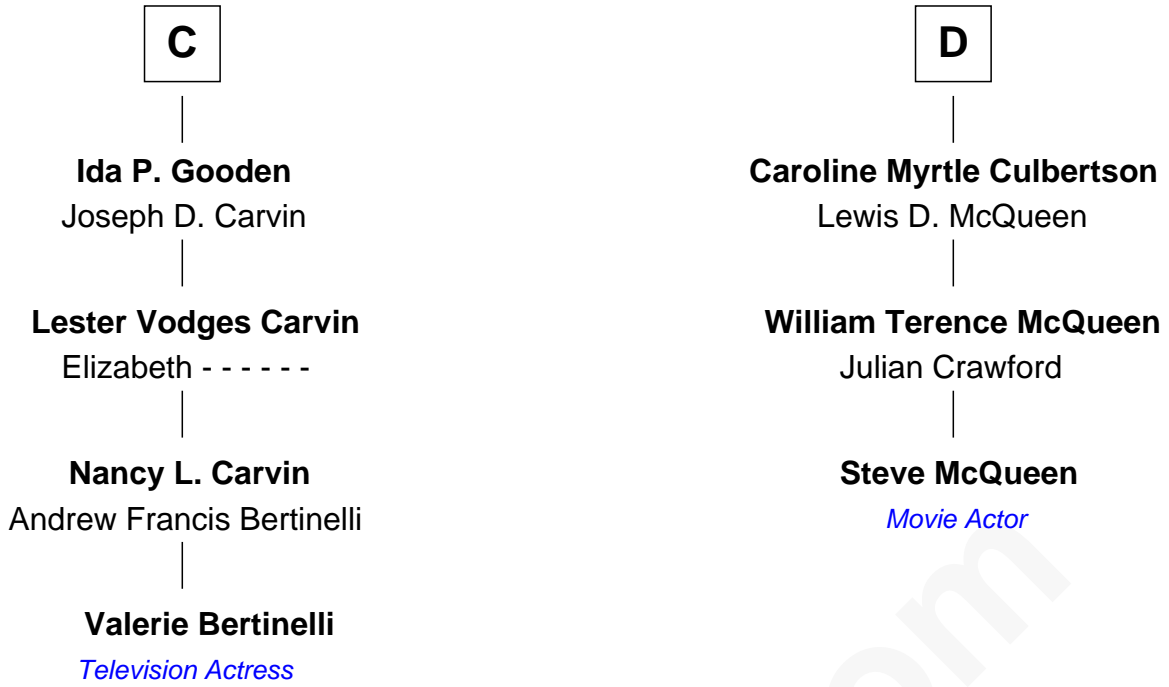 C
Ida P. Gooden
Joseph D. Carvin
Lester Vodges Carvin
Elizabeth - - - - - -
Nancy L. Carvin
Andrew Francis Bertinelli
Valerie Bertinelli
Television Actress
D
Caroline Myrtle Culbertson
Lewis D. McQueen
William Terence McQueen
Julian Crawford
Steve McQueen
Movie Actor
om